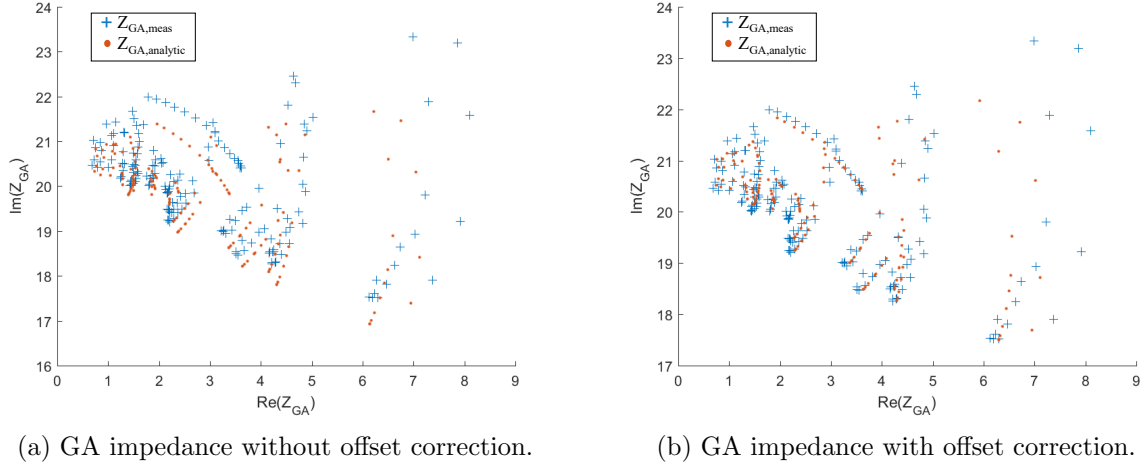 Z_GA,meas
Z_GA,analytic
24
23
22
21
20
19
18
17
16
Im(Z_GA)
0 1 2 3 4 5 6 7 8 9
Re(Z_GA)
(a) GA impedance without offset correction.
Z_GA,meas
Z_GA,analytic
24
23
22
21
20
19
18
17
Im(Z_GA)
0 1 2 3 4 5 6 7 8 9
Re(Z_GA)
(b) GA impedance with offset correction.